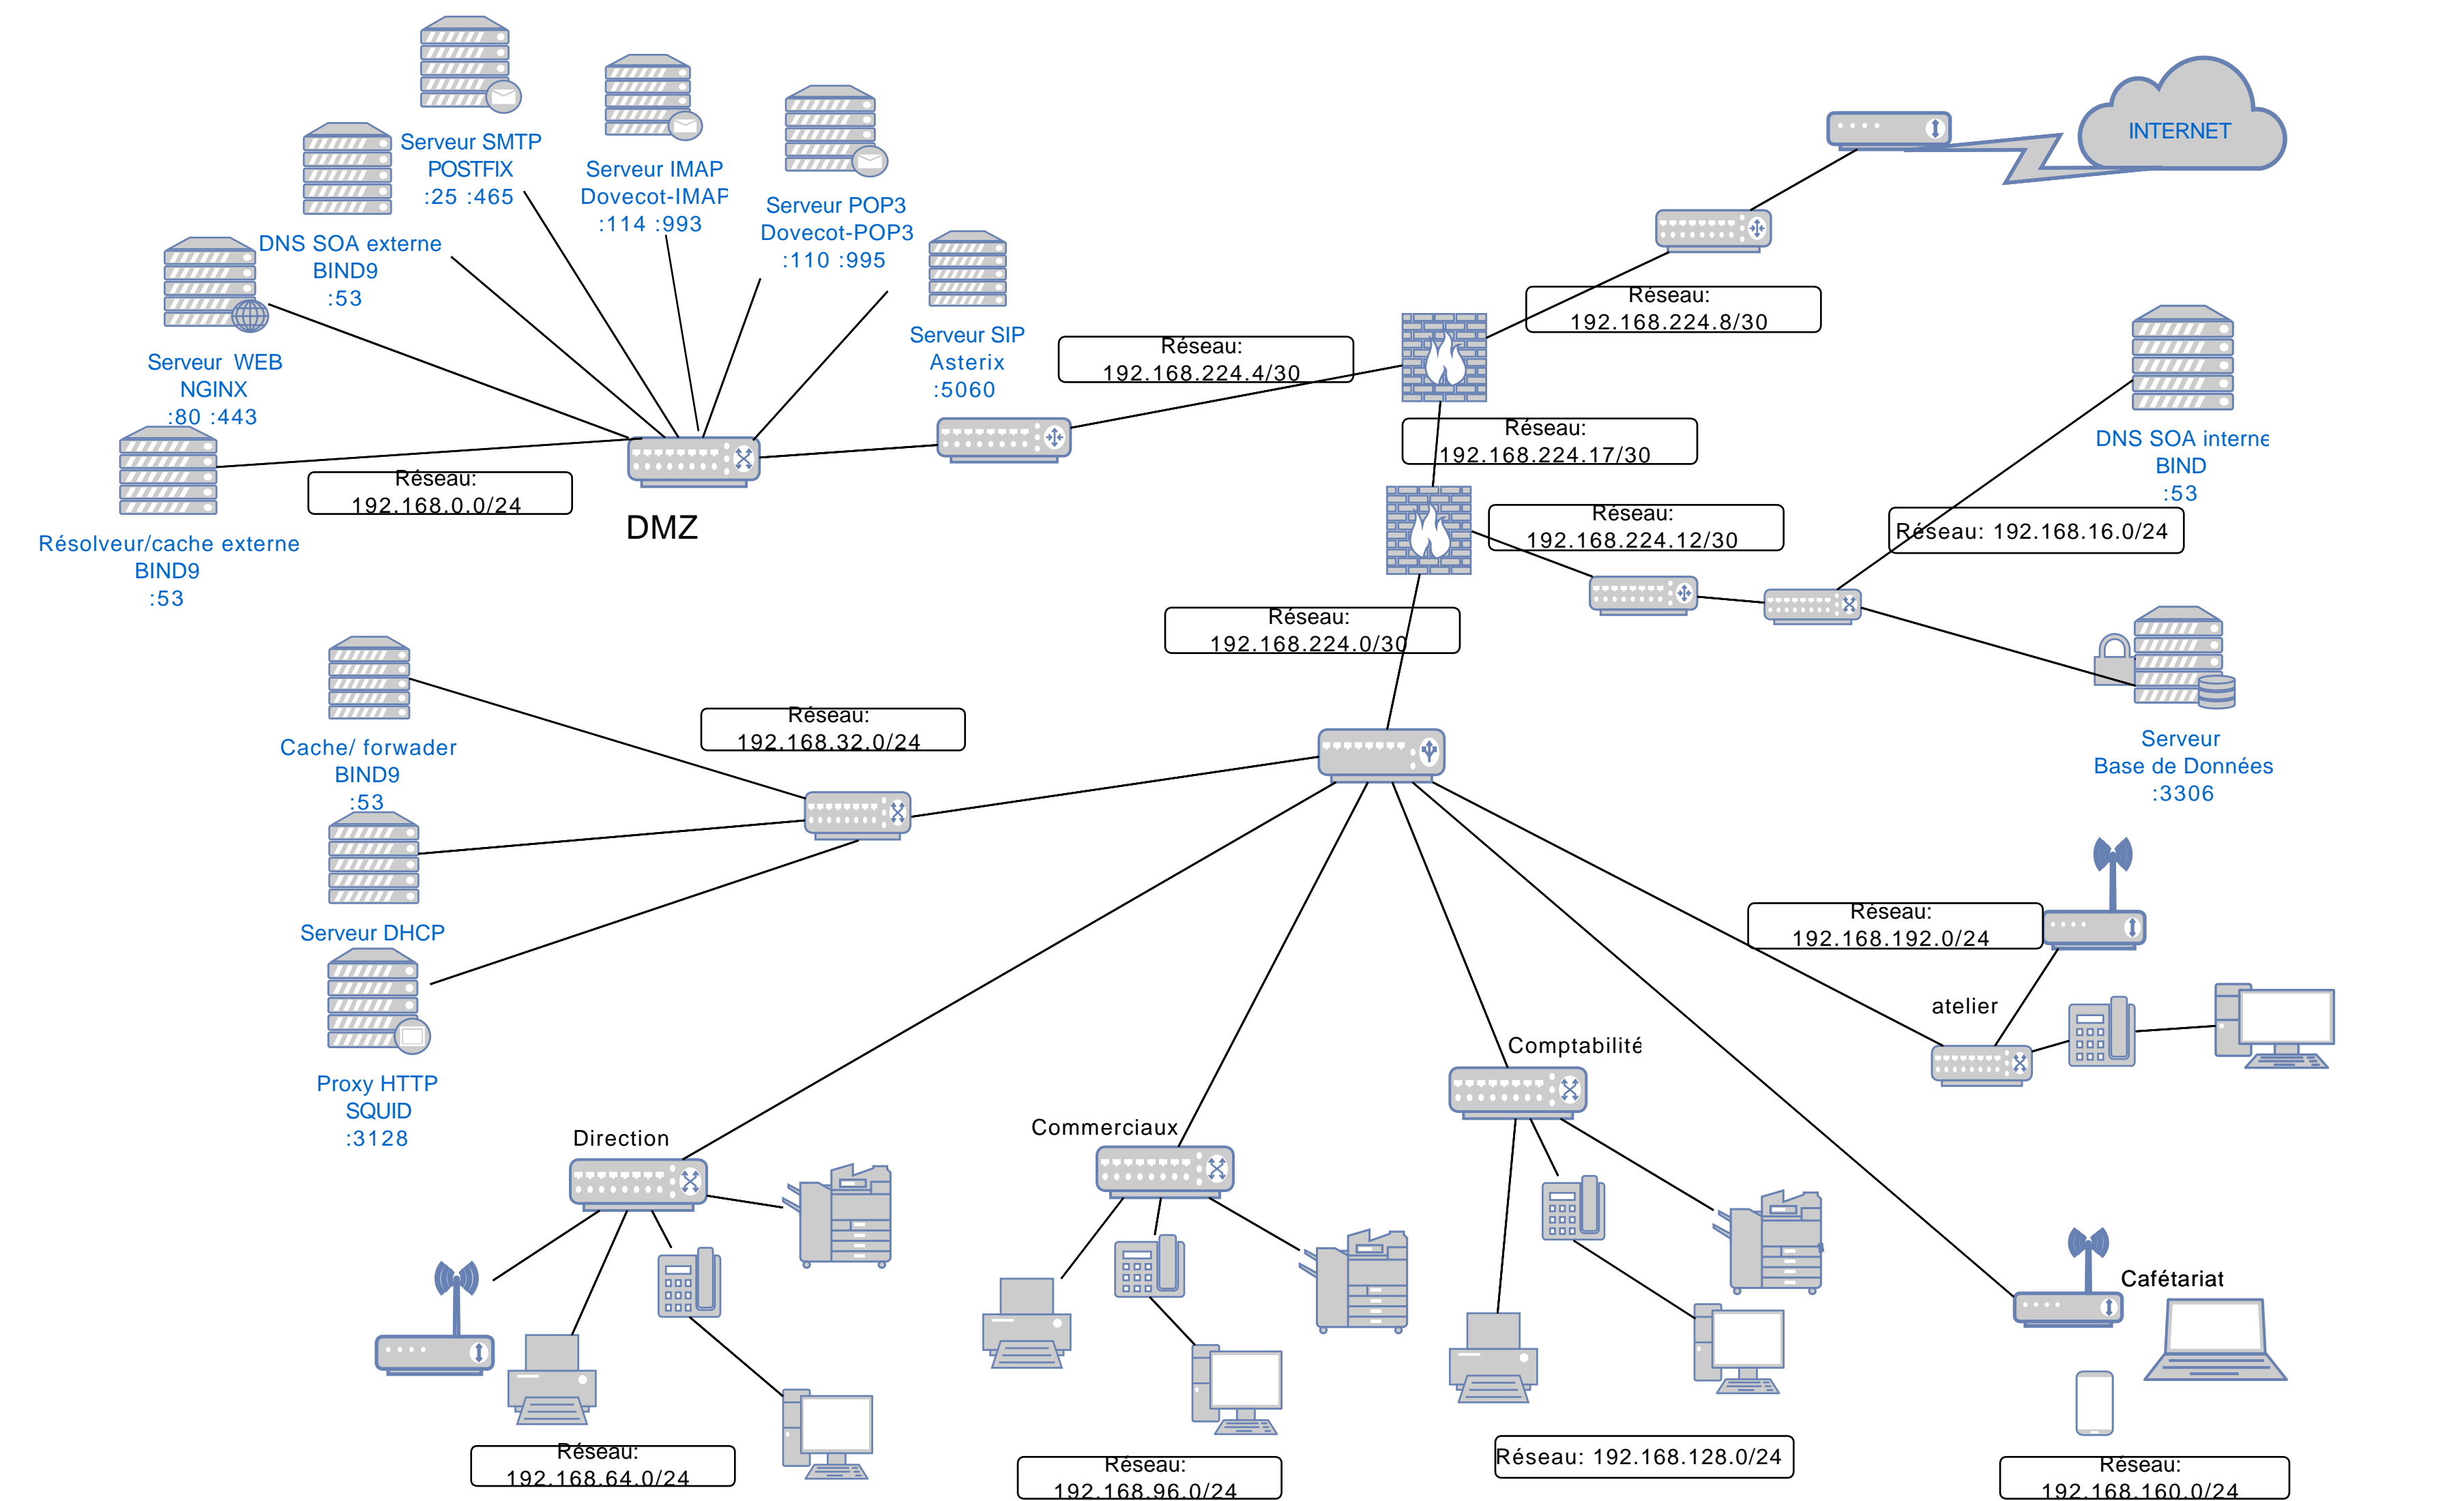 Serveur SMTP
POSTFIX
:25 :465
Serveur IMAP
Dovecot-IMAP
:114 :993
Serveur POP3
Dovecot-POP3
:110 :995
INTERNET
DNS SOA externe
BIND9
:53
Serveur SIP
Asterix
:5060
Serveur WEB
NGINX
:80 :443
Réseau:
192.168.224.8/30
Réseau:
192.168.224.4/30
Réseau:
192.168.224.17/30
DNS SOA interne
BIND
:53
Réseau:
192.168.0.0/24
DMZ
Résolveur/cache externe
BIND9
:53
Réseau:
192.168.224.12/30
Réseau: 192.168.16.0/24
Réseau:
192.168.224.0/30
Cache/ forwader
BIND9
:53
Réseau:
192.168.32.0/24
Serveur
Base de Données
:3306
Serveur DHCP
Réseau:
192.168.192.0/24
atelier
Proxy HTTP
SQUID
:3128
Comptabilité
Direction
Commerciaux
Cafétariat
Réseau:
192.168.64.0/24
Réseau:
192.168.96.0/24
Réseau: 192.168.128.0/24
Réseau:
192.168.160.0/24